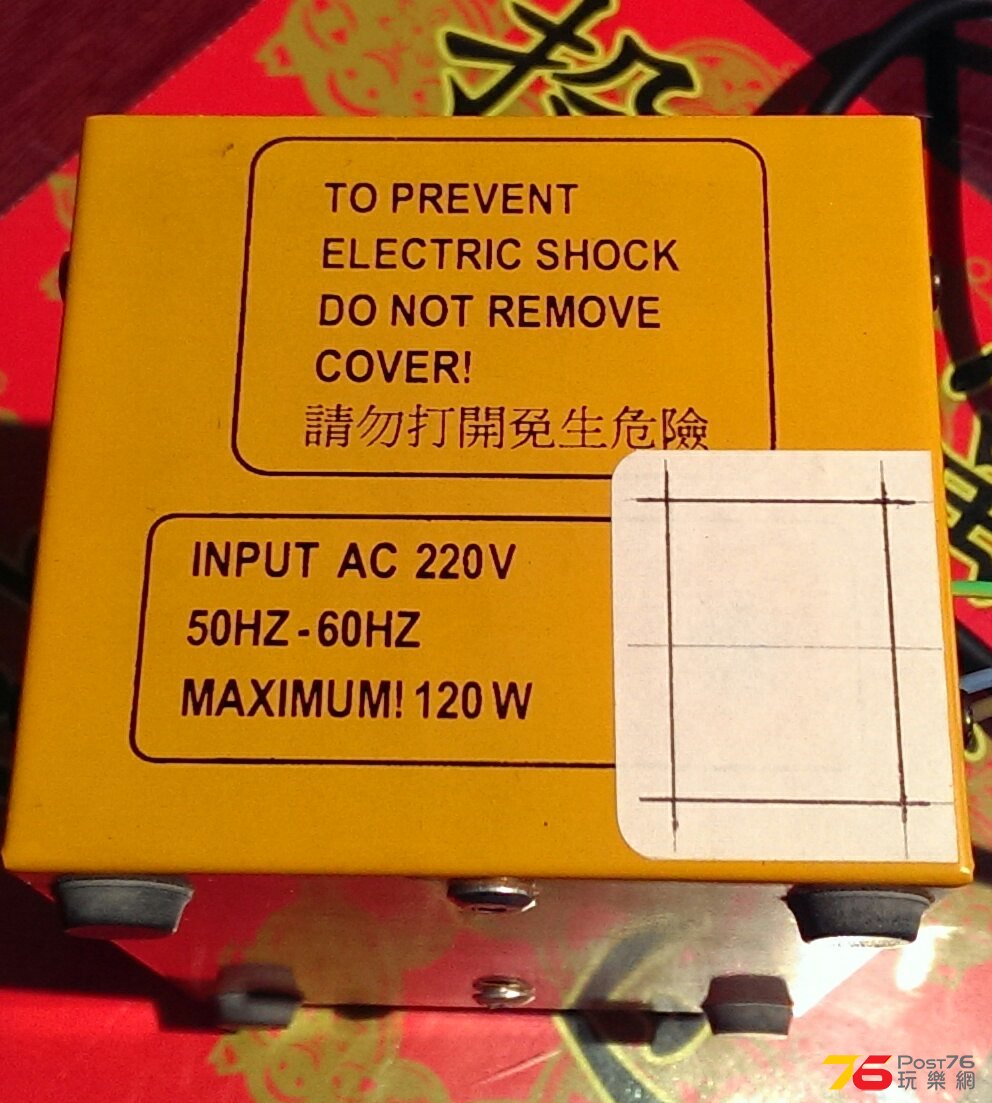 TO PREVENT
ELECTRIC SHOCK
DO NOT REMOVE
COVER!
請勿打開免生危險
INPUT AC 220V
50HZ-60HZ
MAXIMUM! 120 W
76 POST76
玩樂網